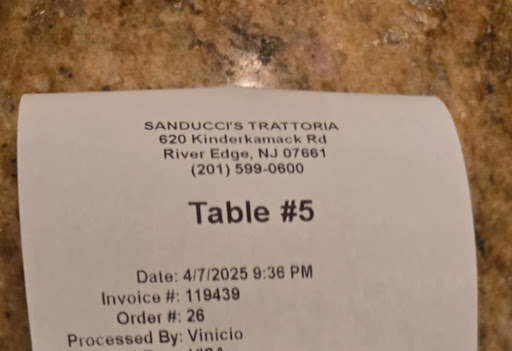 SANDUCCI'S TRATTORIA
620 Kinderkamack Rd
River Edge, NJ 07661
(201) 599-0600
Table #5
Date: 4/7/2025 9:36 PM
Invoice #: 119439
Order #: 26
Processed By: Vinicio